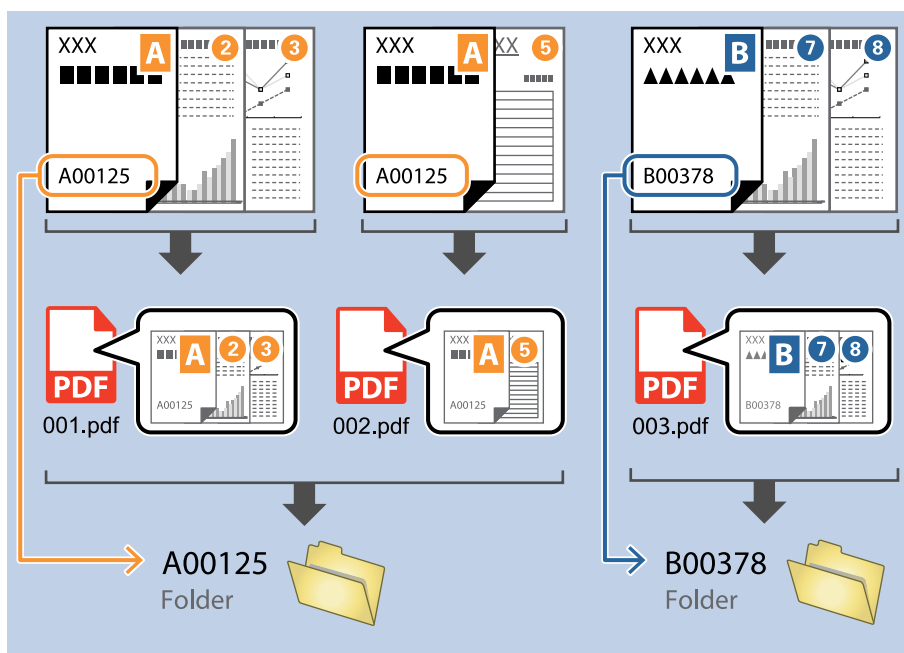 XXX A 2 3
A00125
XXX A XX 5
A00125
XXX B 7 8
B00378
PDF
001.pdf
XXX A 2 3
A00125
PDF
002.pdf
XXX A 5
A00125
PDF
003.pdf
XXX B 7 8
B00378
A00125
Folder
B00378
Folder